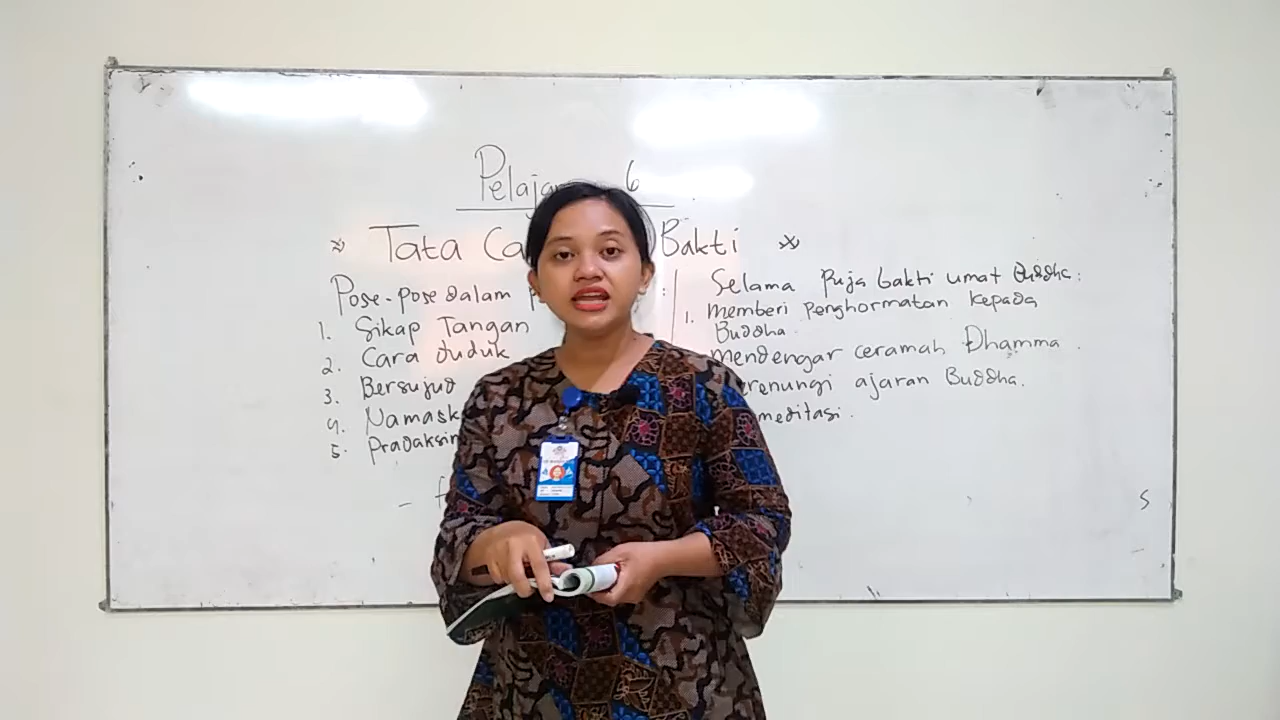 Pelaja 6
* Tata Ca Bakti *
Pose-pose dalam p :
1. Sikap Tangan
2. Cara duduk
3. Bersujud
4. Namask
5. Pradaksin
-
Selama Puja bakti umat Buddha :
1. memberi penghormatan kepada
Buddha.
mendengar ceramah Dhamma.
renungi ajaran Buddha.
meditasi.
S